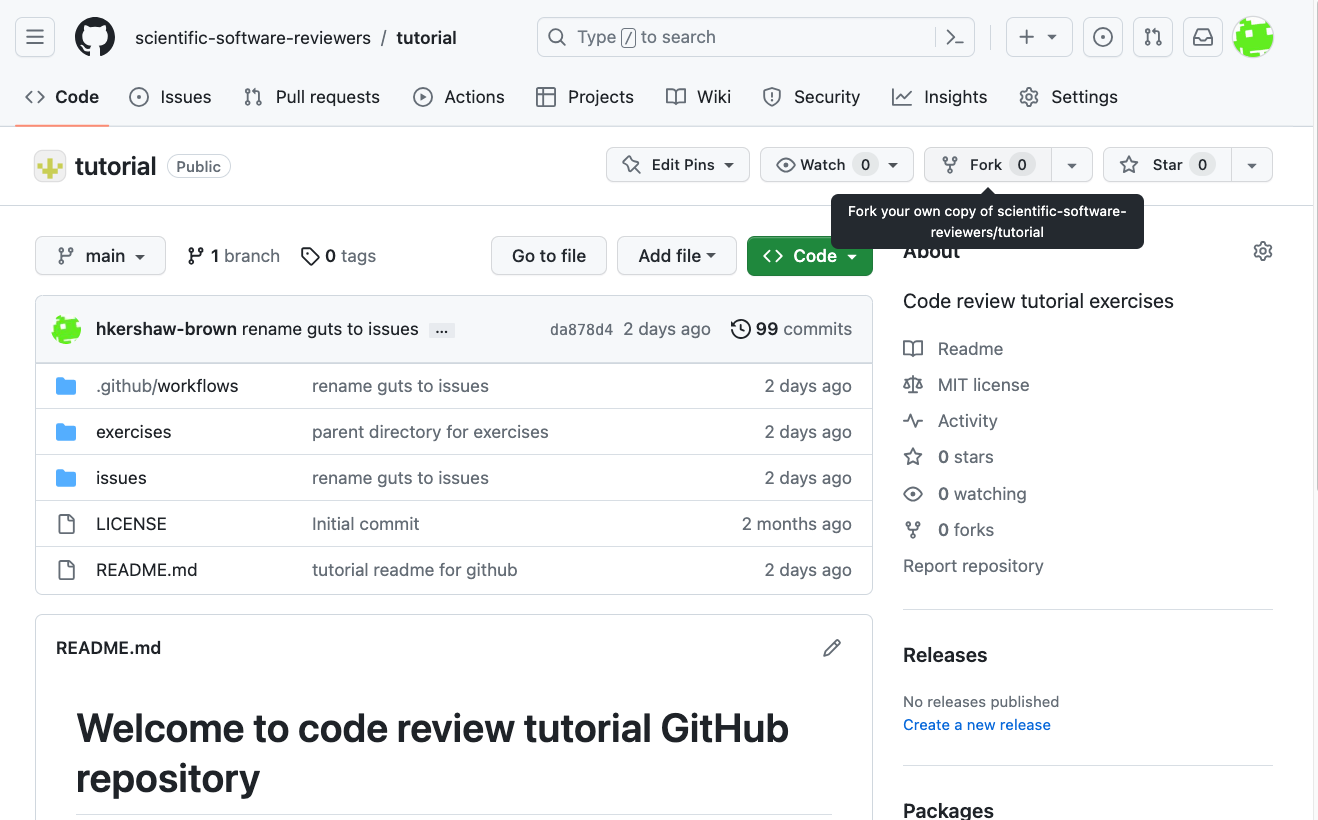 scientific-software-reviewers / tutorial
Type / to search
Code Issues Pull requests Actions Projects Wiki Security Insights Settings
tutorial Public
Edit Pins Watch 0 Fork 0 Star 0
Fork your own copy of scientific-software-
reviewers/tutorial
main 1 branch 0 tags Go to file Add file Code
About
Code review tutorial exercises
Readme
MIT license
Activity
0 stars
0 watching
0 forks
Report repository
hkershaw-brown rename guts to issues ... da878d4 2 days ago 99 commits
.github/workflows rename guts to issues 2 days ago
exercises parent directory for exercises 2 days ago
issues rename guts to issues 2 days ago
LICENSE Initial commit 2 months ago
README.md tutorial readme for github 2 days ago
README.md
Welcome to code review tutorial GitHub
repository
Releases
No releases published
Create a new release
Packages